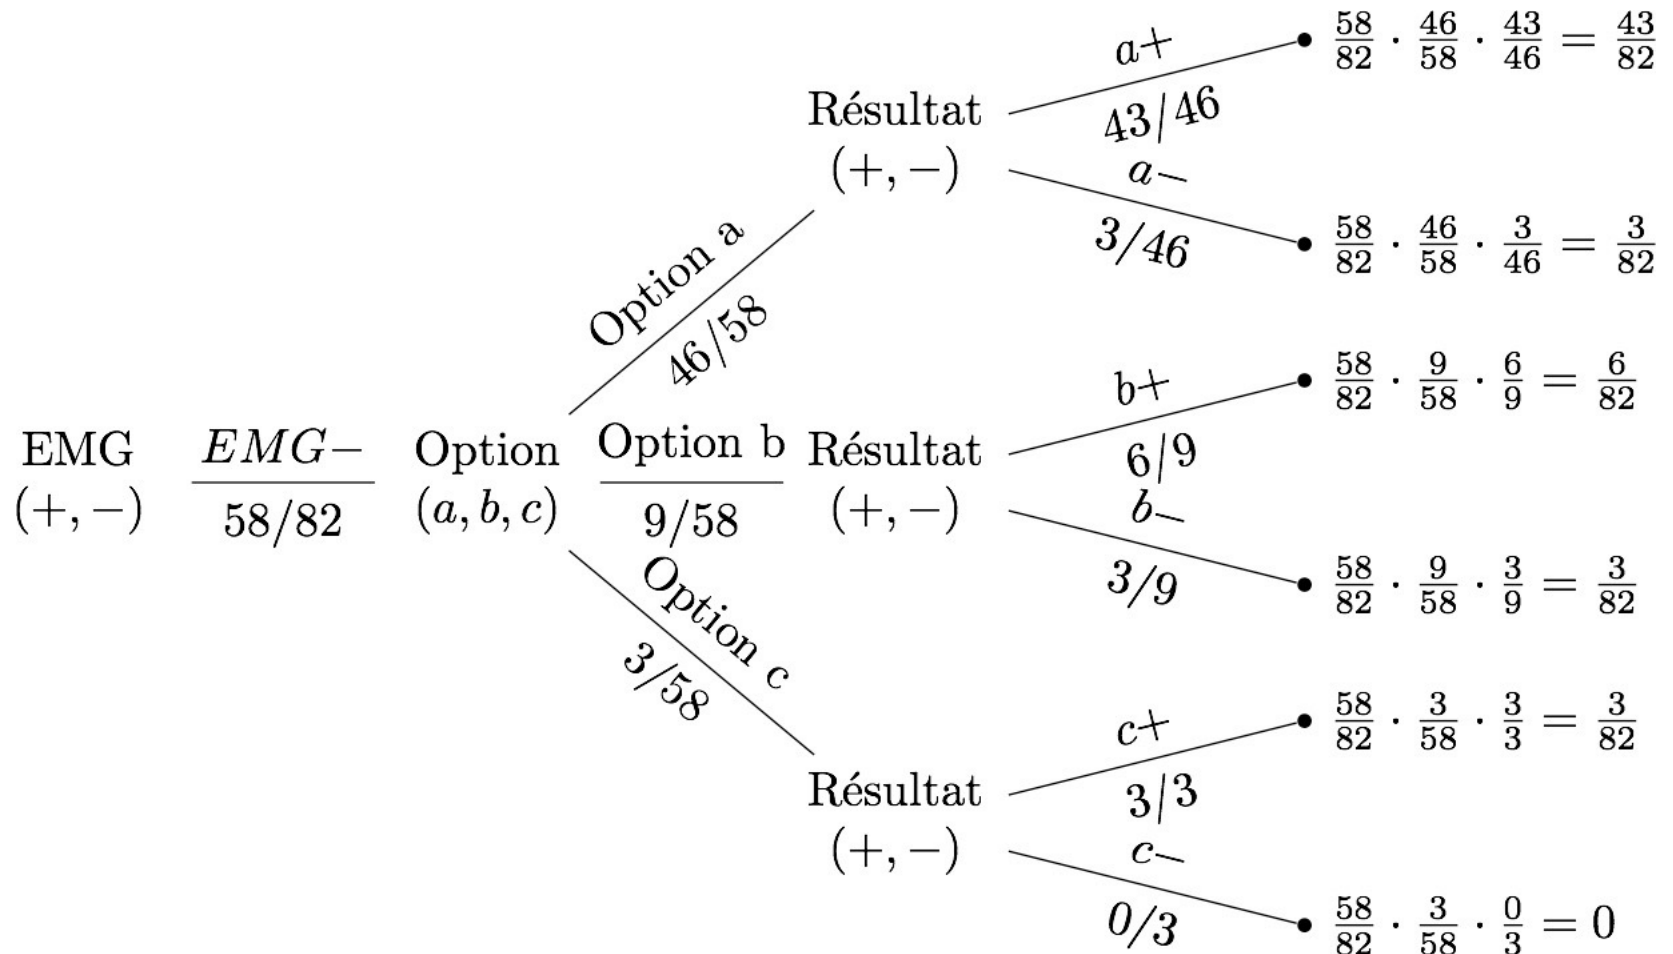 a+
58/82 · 46/58 · 43/46 = 43/82
Résultat
(+, −)
43/46
a−
3/46
58/82 · 46/58 · 3/46 = 3/82
Option a
46/58
b+
58/82 · 9/58 · 6/9 = 6/82
EMG
(+, −)
EMG−
58/82
Option
(a, b, c)
Option b
9/58
Résultat
(+, −)
6/9
b−
3/9
58/82 · 9/58 · 3/9 = 3/82
Option c
3/58
c+
58/82 · 3/58 · 3/3 = 3/82
Résultat
(+, −)
3/3
c−
0/3
58/82 · 3/58 · 0/3 = 0